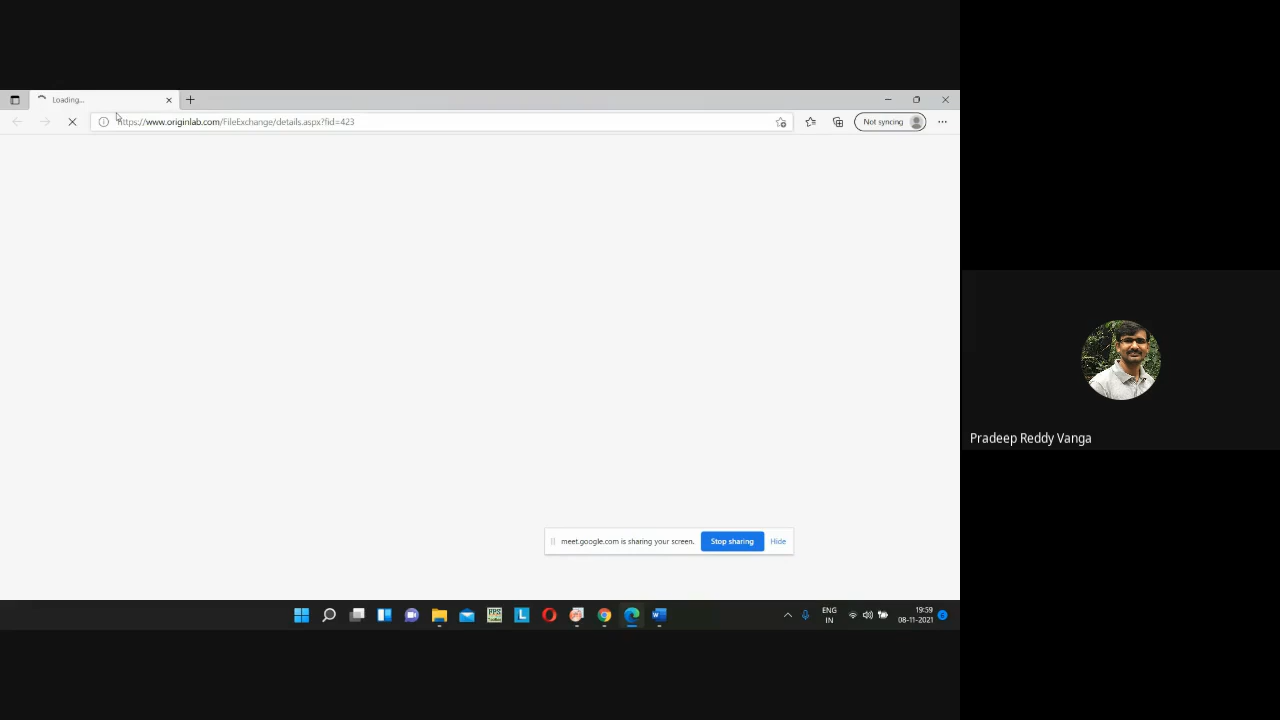 Loading...
https://www.originlab.com/FileExchange/details.aspx?fid=423
Not syncing
meet.google.com is sharing your screen.
Stop sharing
Hide
Pradeep Reddy Vanga
L
W
ENG
IN
19:59
08-11-2021